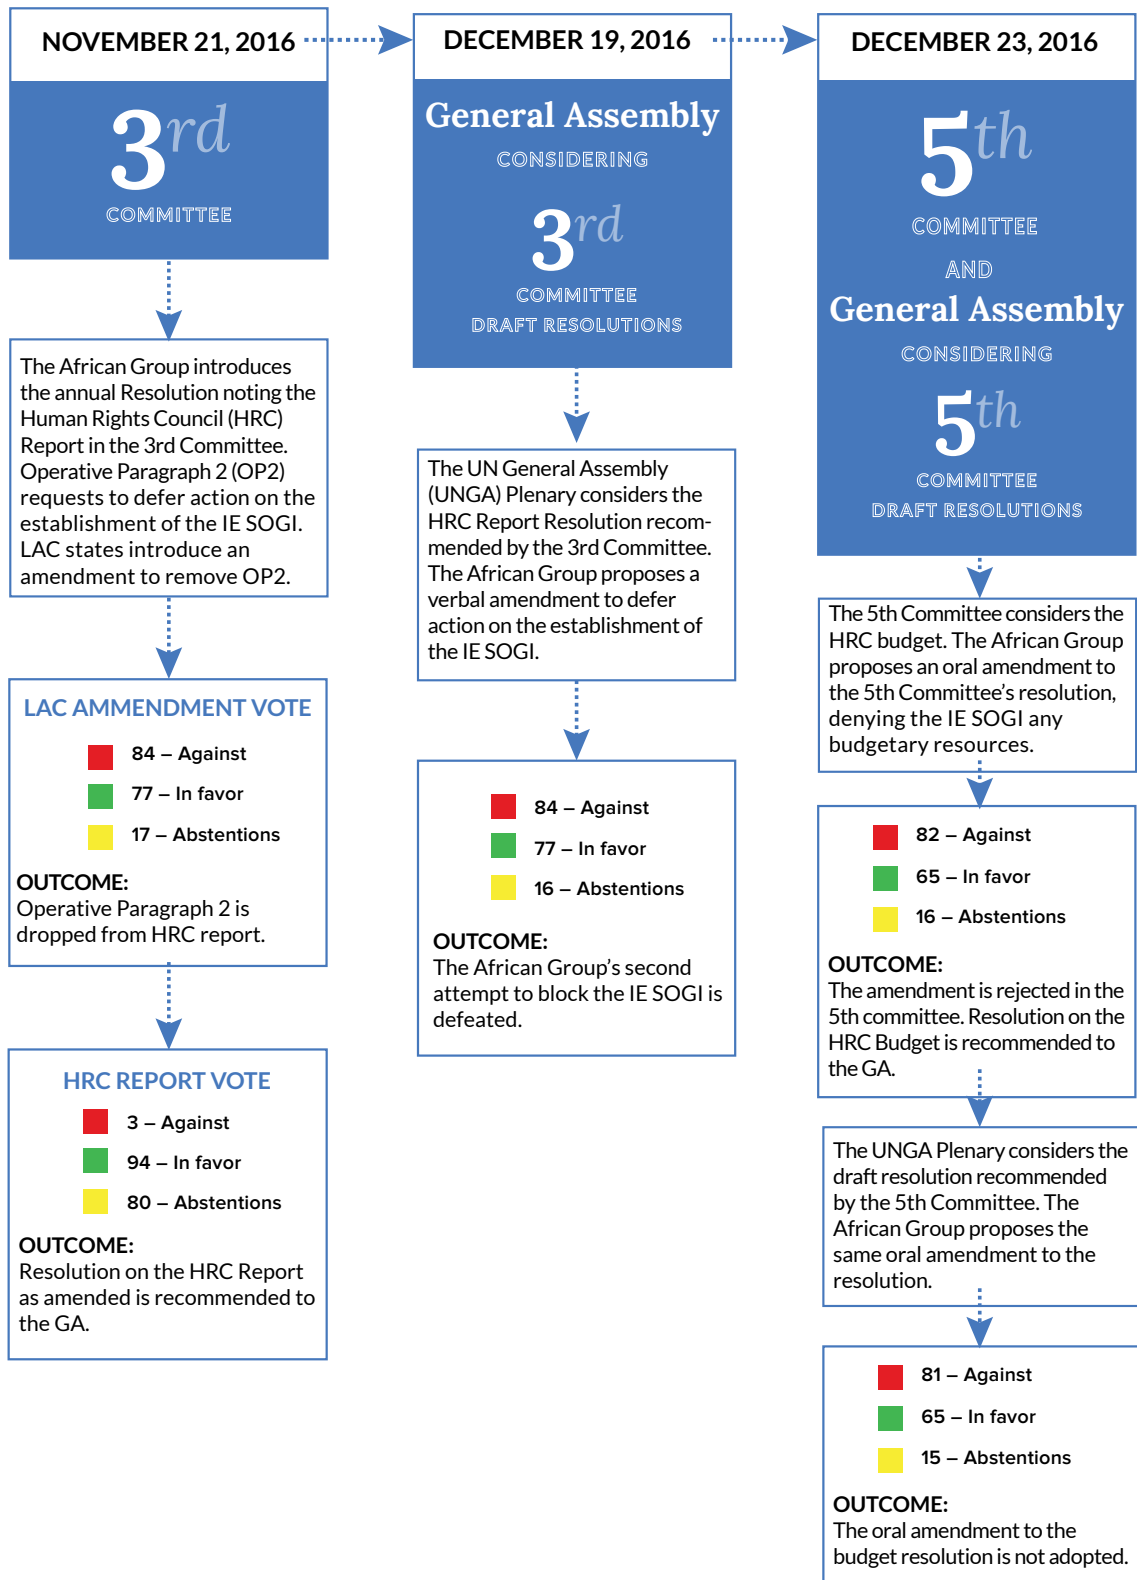 NOVEMBER 21, 2016
3rd
COMMITTEE
The African Group introduces
the annual Resolution noting the
Human Rights Council (HRC)
Report in the 3rd Committee.
Operative Paragraph 2 (OP2)
requests to defer action on the
establishment of the IE SOGI.
LAC states introduce an
amendment to remove OP2.
LAC AMMENDMENT VOTE
84 – Against
77 – In favor
17 – Abstentions
OUTCOME:
Operative Paragraph 2 is
dropped from HRC report.
HRC REPORT VOTE
3 – Against
94 – In favor
80 – Abstentions
OUTCOME:
Resolution on the HRC Report
as amended is recommended to
the GA.
DECEMBER 19, 2016
General Assembly
CONSIDERING
3rd
COMMITTEE
DRAFT RESOLUTIONS
The UN General Assembly
(UNGA) Plenary considers the
HRC Report Resolution recom-
mended by the 3rd Committee.
The African Group proposes a
verbal amendment to defer
action on the establishment of
the IE SOGI.
84 – Against
77 – In favor
16 – Abstentions
OUTCOME:
The African Group’s second
attempt to block the IE SOGI is
defeated.
DECEMBER 23, 2016
5th
COMMITTEE
AND
General Assembly
CONSIDERING
5th
COMMITTEE
DRAFT RESOLUTIONS
The 5th Committee considers the
HRC budget. The African Group
proposes an oral amendment to
the 5th Committee’s resolution,
denying the IE SOGI any
budgetary resources.
82 – Against
65 – In favor
16 – Abstentions
OUTCOME:
The amendment is rejected in the
5th committee. Resolution on the
HRC Budget is recommended to
the GA.
The UNGA Plenary considers the
draft resolution recommended
by the 5th Committee. The
African Group proposes the
same oral amendment to the
resolution.
81 – Against
65 – In favor
15 – Abstentions
OUTCOME:
The oral amendment to the
budget resolution is not adopted.